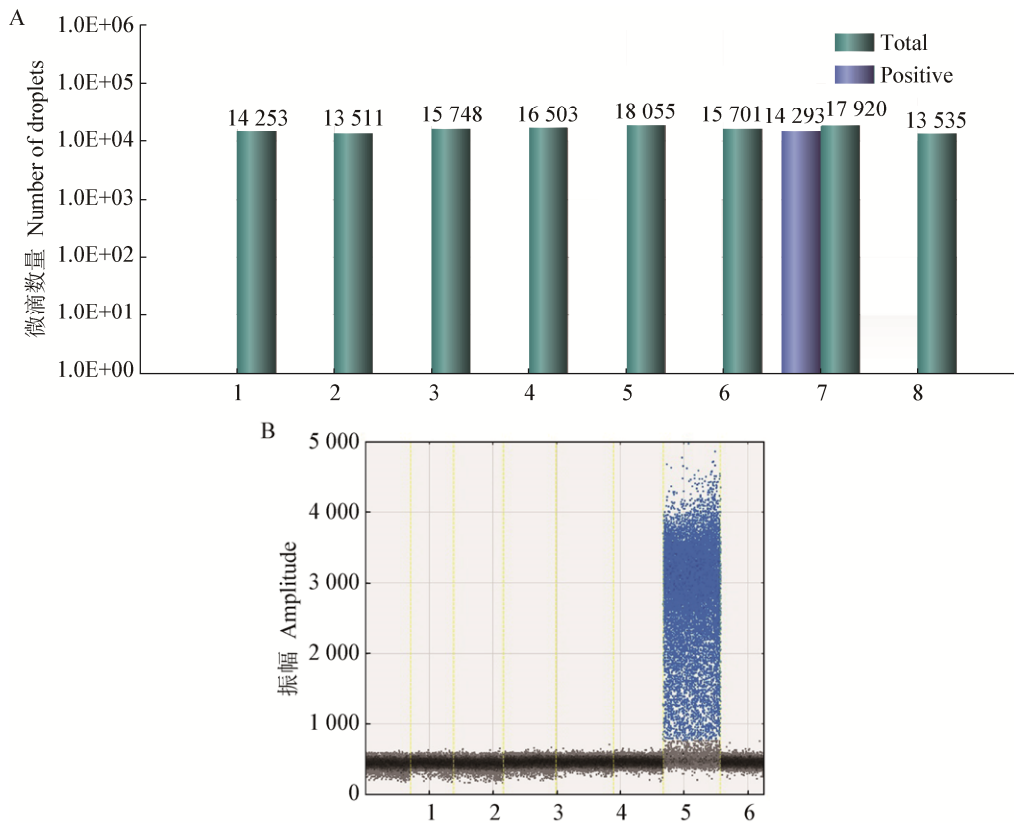 A
微滴数量 Number of droplets
1.0E+06
1.0E+05
1.0E+04
1.0E+03
1.0E+02
1.0E+01
1.0E+00
Total
Positive
14 253
13 511
15 748
16 503
18 055
15 701
14 293
17 920
13 535
1 2 3 4 5 6 7 8
B
振幅 Amplitude
5 000
4 000
3 000
2 000
1 000
0
1 2 3 4 5 6